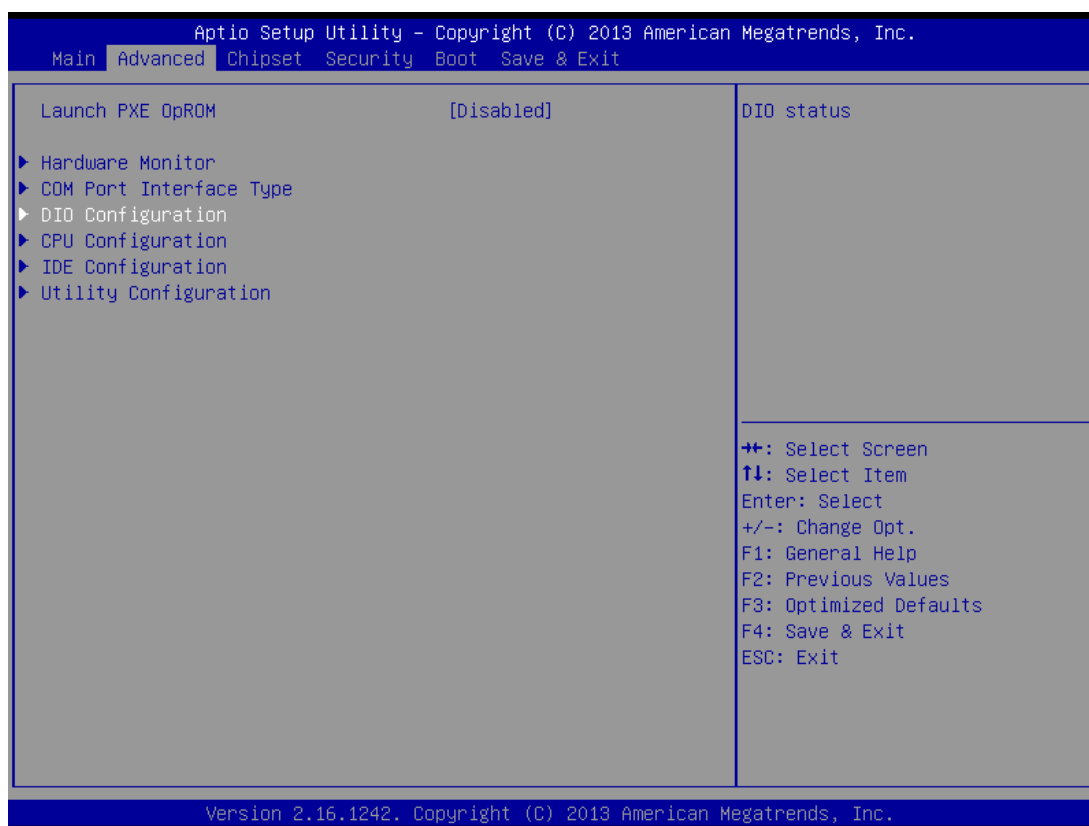 Aptio Setup Utility – Copyright (C) 2013 American Megatrends, Inc.
Main Advanced Chipset Security Boot Save & Exit
Launch PXE OpROM [Disabled]
Hardware Monitor
COM Port Interface Type
DIO Configuration
CPU Configuration
IDE Configuration
Utility Configuration
DIO status
→←: Select Screen
↑↓: Select Item
Enter: Select
+/-: Change Opt.
F1: General Help
F2: Previous Values
F3: Optimized Defaults
F4: Save & Exit
ESC: Exit
Version 2.16.1242. Copyright (C) 2013 American Megatrends, Inc.